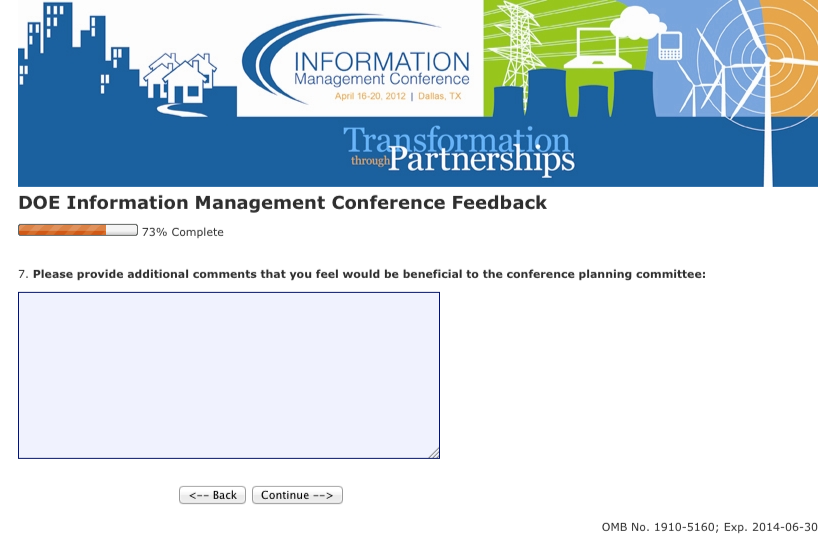 INFORMATION
Management Conference
April 16-20, 2012 | Dallas, TX
Transformation
through Partnerships
DOE Information Management Conference Feedback
73% Complete
7. Please provide additional comments that you feel would be beneficial to the conference planning committee:
<-- Back Continue -->
OMB No. 1910-5160; Exp. 2014-06-30